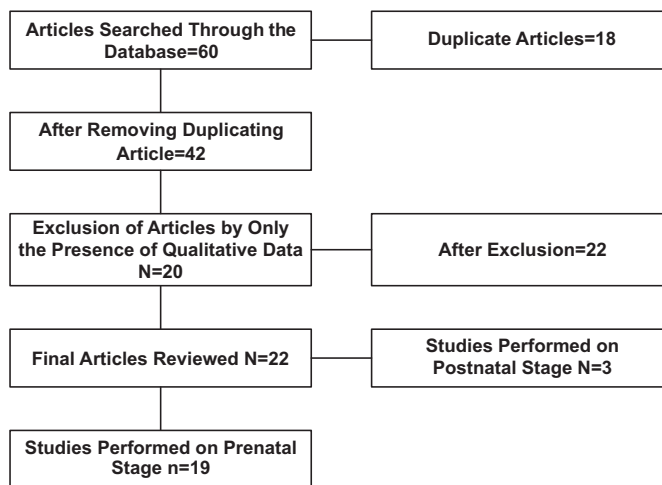 Articles Searched Through the
Database=60
Duplicate Articles=18
After Removing Duplicating
Article=42
Exclusion of Articles by Only
the Presence of Qualitative Data
N=20
After Exclusion=22
Final Articles Reviewed N=22
Studies Performed on
Postnatal Stage N=3
Studies Performed on Prenatal
Stage n=19